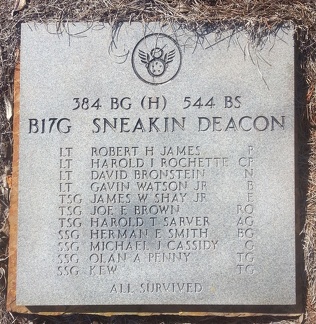 384 BG (H) 544 BS
B17G SNEAKIN DEACON
LT ROBERT H JAMES P
LT HAROLD I ROCHETTE CP
LT DAVID BRONSTEIN N
LT GAVIN WATSON JR B
TSG JAMES W SHAY JR E
TSG JOE E BROWN RO
TSG HAROLD T SARVER AG
SSG HERMAN F SMITH BG
SSG MICHAEL J CASSIDY G
SSG OLAN A PENNY TG
SSG KEW TG
ALL SURVIVED